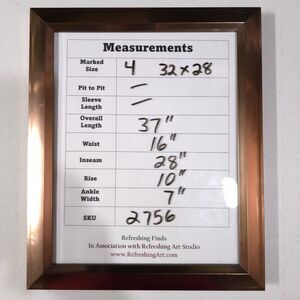 Measurements
Marked Size 4 32x28
Pit to Pit —
Sleeve Length —
Overall Length 37"
Waist 16"
Inseam 28"
Rise 10"
Ankle Width 7"
SKU 2756
Refreshing Finds
In Association with Refreshing Art Studio
www.RefreshingArt.com